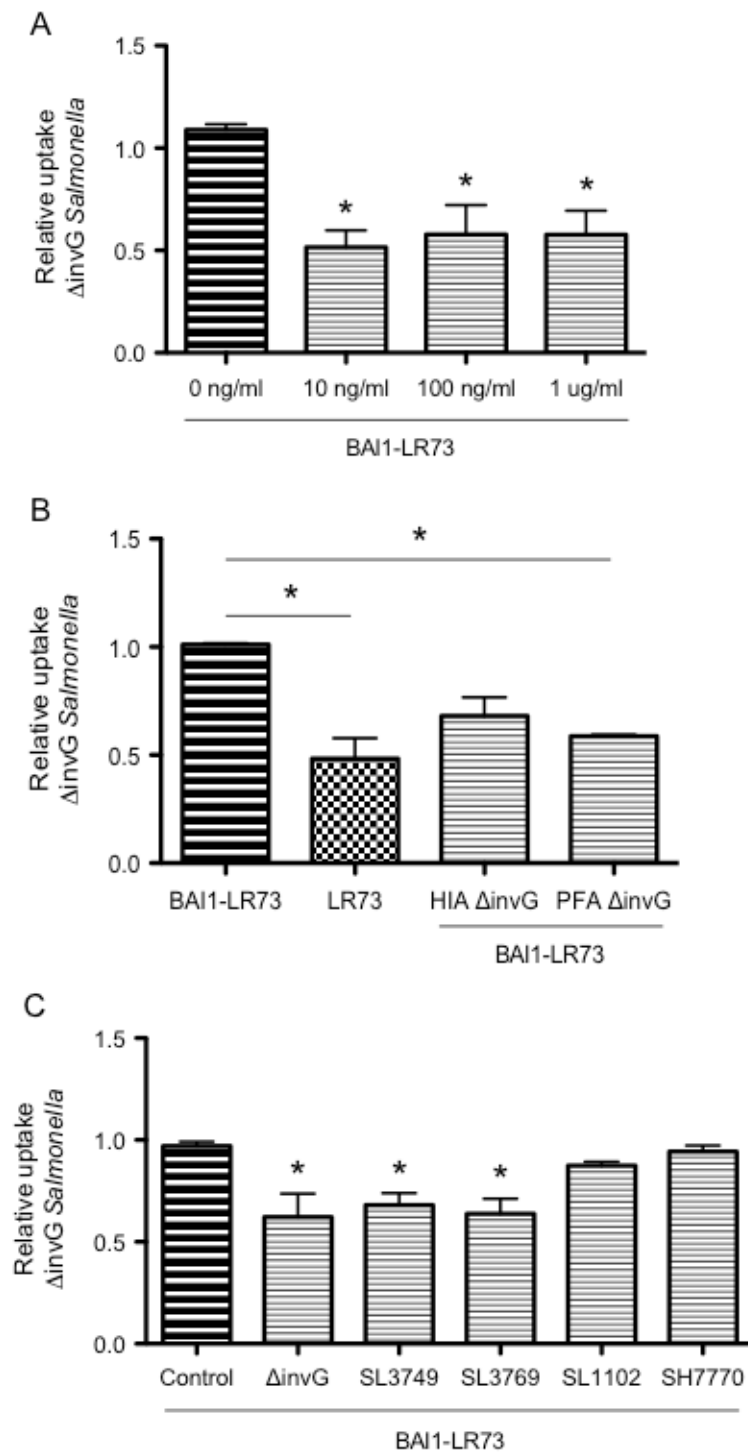 A
1.5
1.0
0.5
0.0
Relative uptake
ΔinvG Salmonella
* * *
0 ng/ml 10 ng/ml 100 ng/ml 1 ug/ml
BAI1-LR73
B
1.5
1.0
0.5
0.0
Relative uptake
ΔinvG Salmonella
*
*
BAI1-LR73 LR73 HIA ΔinvG PFA ΔinvG
BAI1-LR73
C
1.5
1.0
0.5
0.0
Relative uptake
ΔinvG Salmonella
* * *
Control ΔinvG SL3749 SL3769 SL1102 SH7770
BAI1-LR73